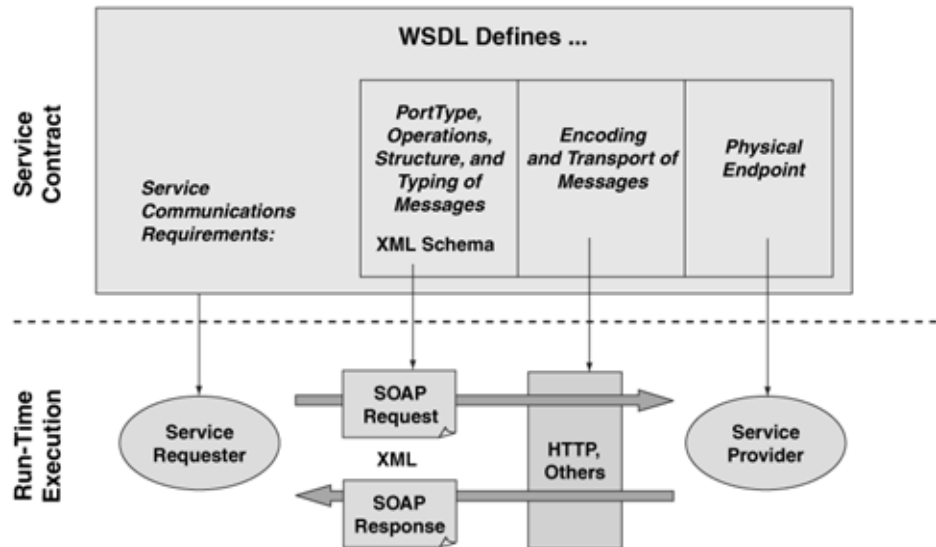 WSDL Defines ...
Service
Contract
Service
Communications
Requirements:
PortType,
Operations,
Structure, and
Typing of
Messages
XML Schema
Encoding
and Transport of
Messages
Physical
Endpoint
Run-Time
Execution
Service
Requester
SOAP
Request
XML
SOAP
Response
HTTP,
Others
Service
Provider